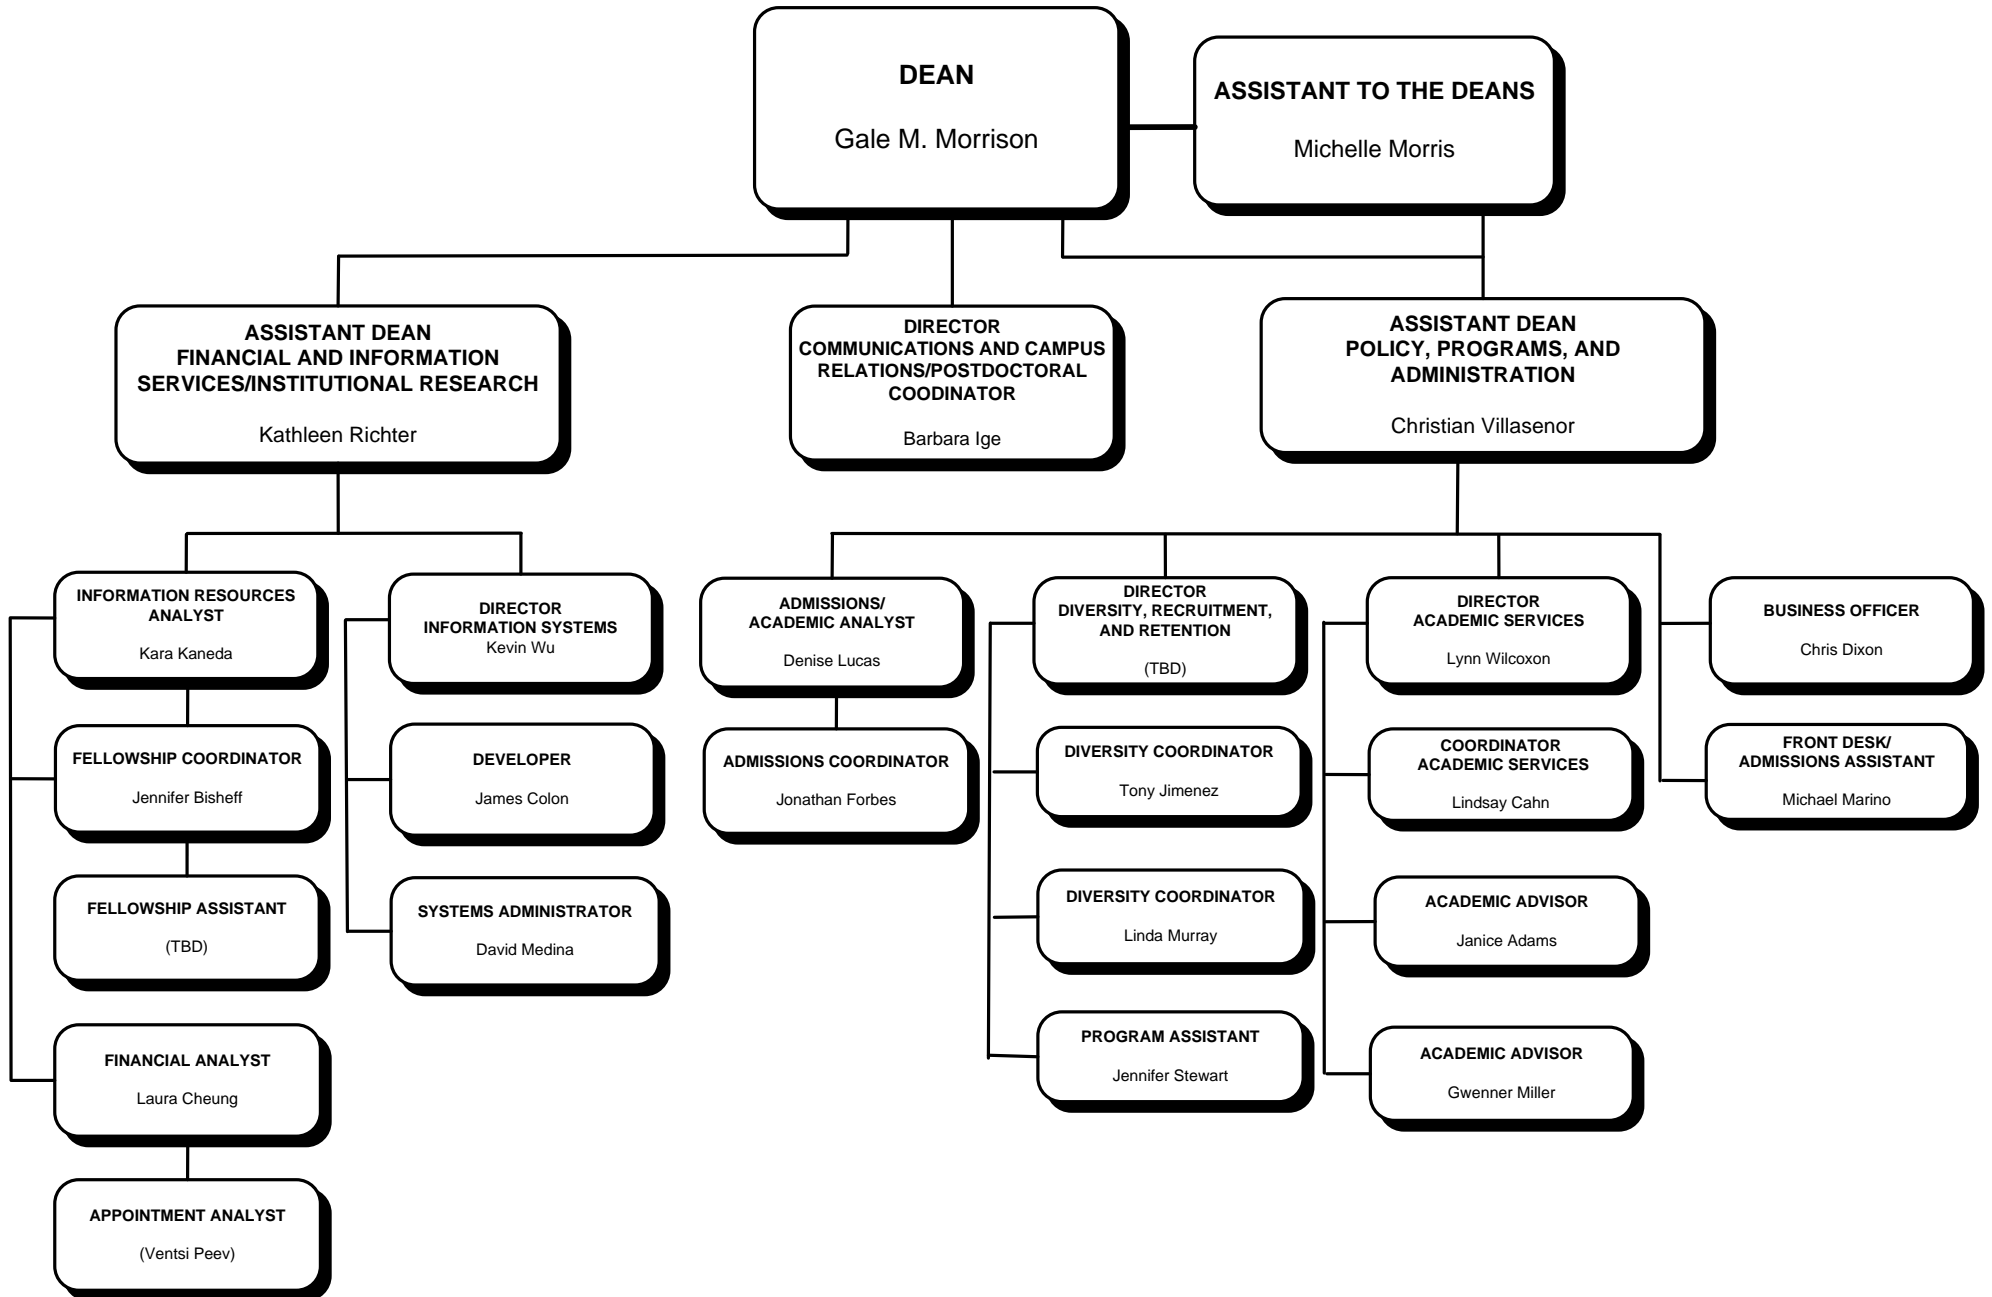 DEAN
Gale M. Morrison
ASSISTANT TO THE DEANS
Michelle Morris
ASSISTANT DEAN
FINANCIAL AND INFORMATION
SERVICES/INSTITUTIONAL RESEARCH
Kathleen Richter
DIRECTOR
COMMUNICATIONS AND CAMPUS
RELATIONS/POSTDOCTORAL
COODINATOR
Barbara Ige
ASSISTANT DEAN
POLICY, PROGRAMS, AND
ADMINISTRATION
Christian Villasenor
INFORMATION RESOURCES
ANALYST
Kara Kaneda
DIRECTOR
INFORMATION SYSTEMS
Kevin Wu
ADMISSIONS/
ACADEMIC ANALYST
Denise Lucas
DIRECTOR
DIVERSITY, RECRUITMENT,
AND RETENTION
(TBD)
DIRECTOR
ACADEMIC SERVICES
Lynn Wilcoxon
BUSINESS OFFICER
Chris Dixon
FELLOWSHIP COORDINATOR
Jennifer Bisheff
DEVELOPER
James Colon
ADMISSIONS COORDINATOR
Jonathan Forbes
DIVERSITY COORDINATOR
Tony Jimenez
COORDINATOR
ACADEMIC SERVICES
Lindsay Cahn
FRONT DESK/
ADMISSIONS ASSISTANT
Michael Marino
FELLOWSHIP ASSISTANT
(TBD)
SYSTEMS ADMINISTRATOR
David Medina
DIVERSITY COORDINATOR
Linda Murray
ACADEMIC ADVISOR
Janice Adams
FINANCIAL ANALYST
Laura Cheung
PROGRAM ASSISTANT
Jennifer Stewart
ACADEMIC ADVISOR
Gwenner Miller
APPOINTMENT ANALYST
(Ventsi Peev)